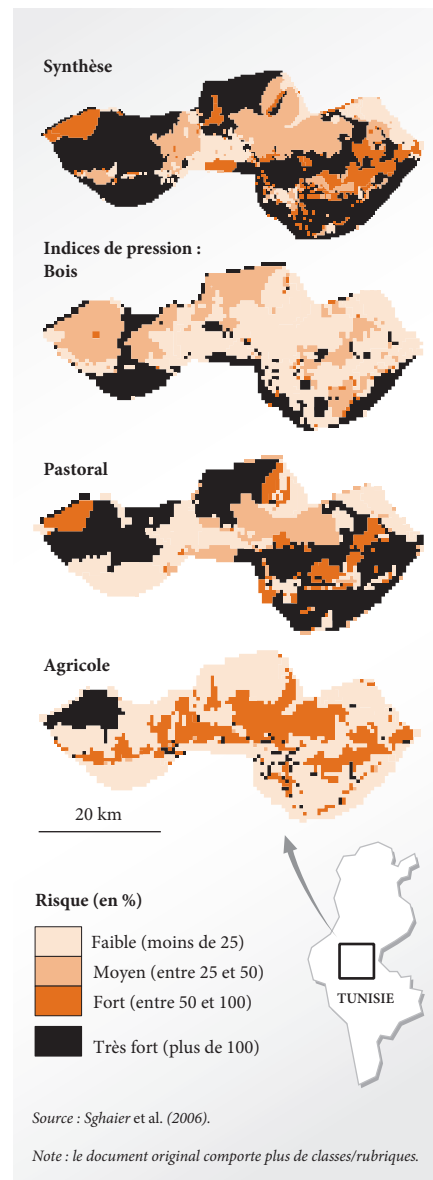 Synthèse
Indices de pression :
Bois
Pastoral
Agricole
20 km
TUNISIE
Risque (en %)
Faible (moins de 25)
Moyen (entre 25 et 50)
Fort (entre 50 et 100)
Très fort (plus de 100)
Source : Sghaier et al. (2006).
Note : le document original comporte plus de classes/rubriques.